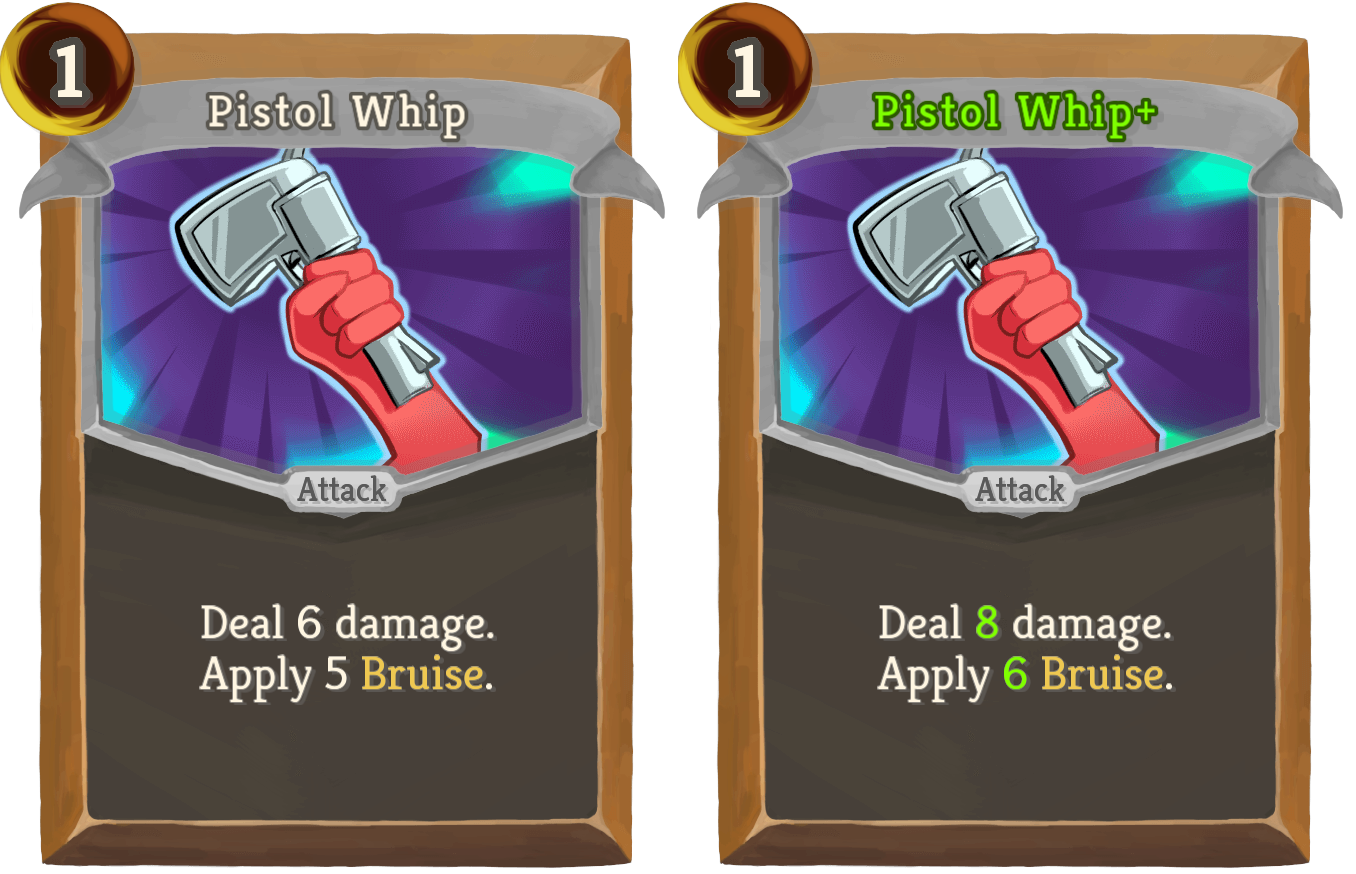 1
Pistol Whip
Attack
Deal 6 damage.
Apply 5 Bruise.
1
Pistol Whip+
Attack
Deal 8 damage.
Apply 6 Bruise.